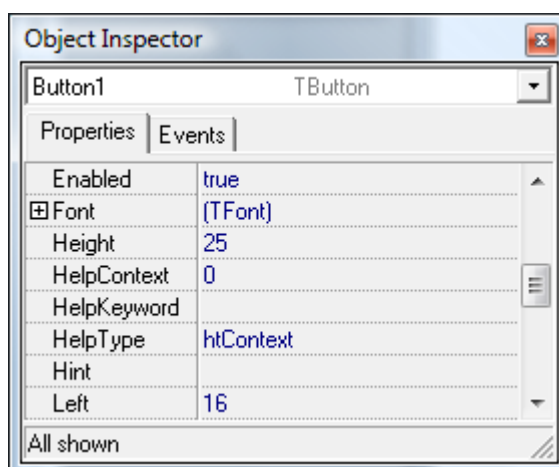 Object Inspector
Button1 TButton
Properties Events
Enabled true
Font (TFont)
Height 25
HelpContext 0
HelpKeyword
HelpType htContext
Hint
Left 16
All shown